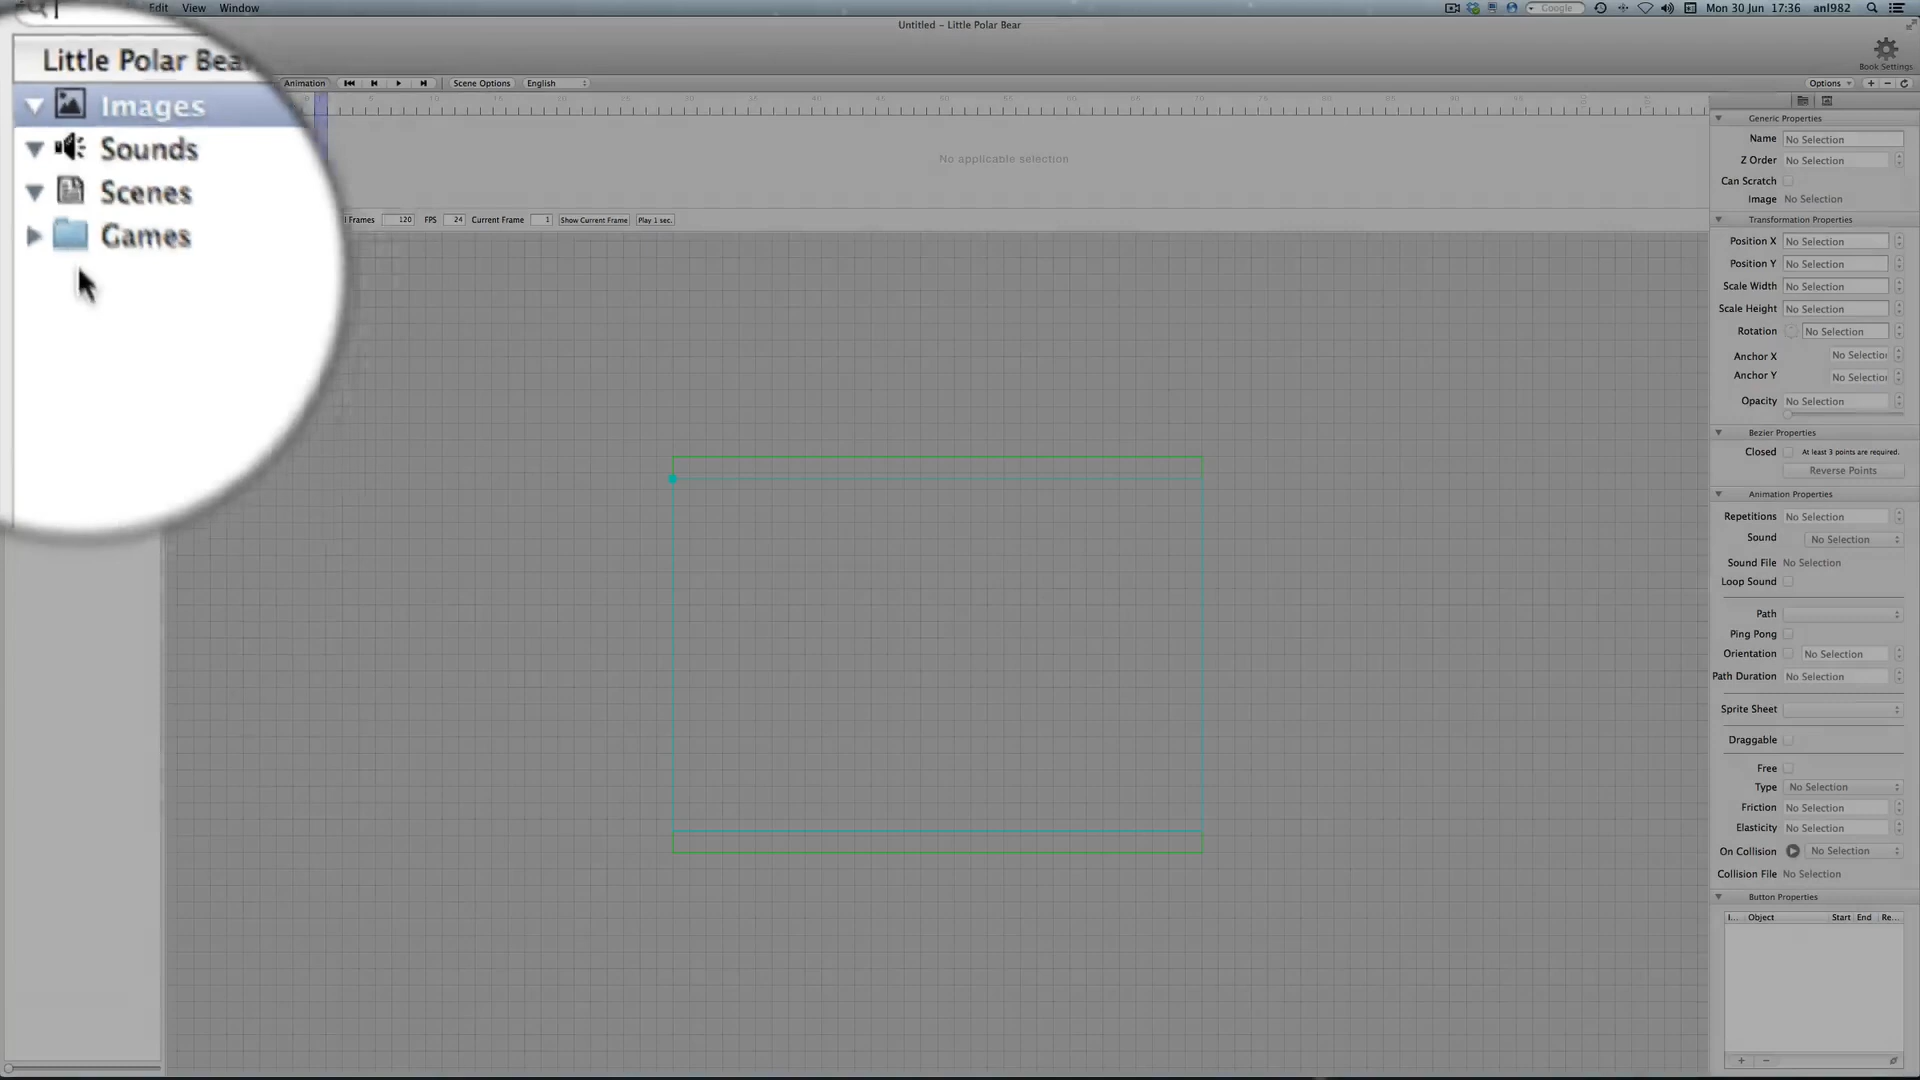 Edit View Window
Google
Mon 30 Jun 17:36 anl982
Untitled – Little Polar Bear
Book Settings
Little Polar Bea
Images
Sounds
Scenes
Games
Animation
Scene Options
English
Options
No applicable selection
Frames 120 FPS 24 Current Frame 1 Show Current Frame Play 1 sec.
Generic Properties
Name No Selection
Z Order No Selection
Can Scratch
Image No Selection
Transformation Properties
Position X No Selection
Position Y No Selection
Scale Width No Selection
Scale Height No Selection
Rotation No Selection
Anchor X No Selectio
Anchor Y No Selectio
Opacity No Selection
Bezier Properties
Closed At least 3 points are required.
Reverse Points
Animation Properties
Repetitions No Selection
Sound No Selection
Sound File No Selection
Loop Sound
Path
Ping Pong
Orientation No Selection
Path Duration No Selection
Sprite Sheet
Draggable
Free
Type No Selection
Friction No Selection
Elasticity No Selection
On Collision No Selection
Collision File No Selection
Button Properties
I... Object Start End Re...